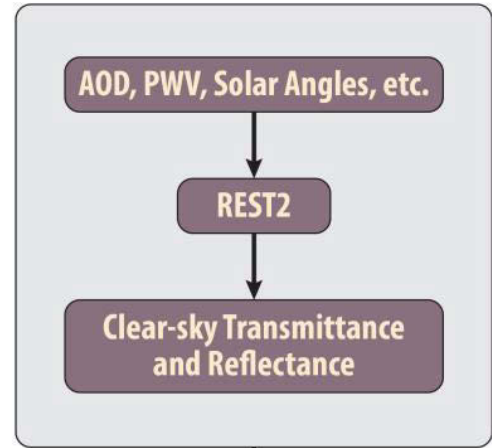 AOD, PWV, Solar Angles, etc.
REST2
Clear-sky Transmittance
and Reflectance